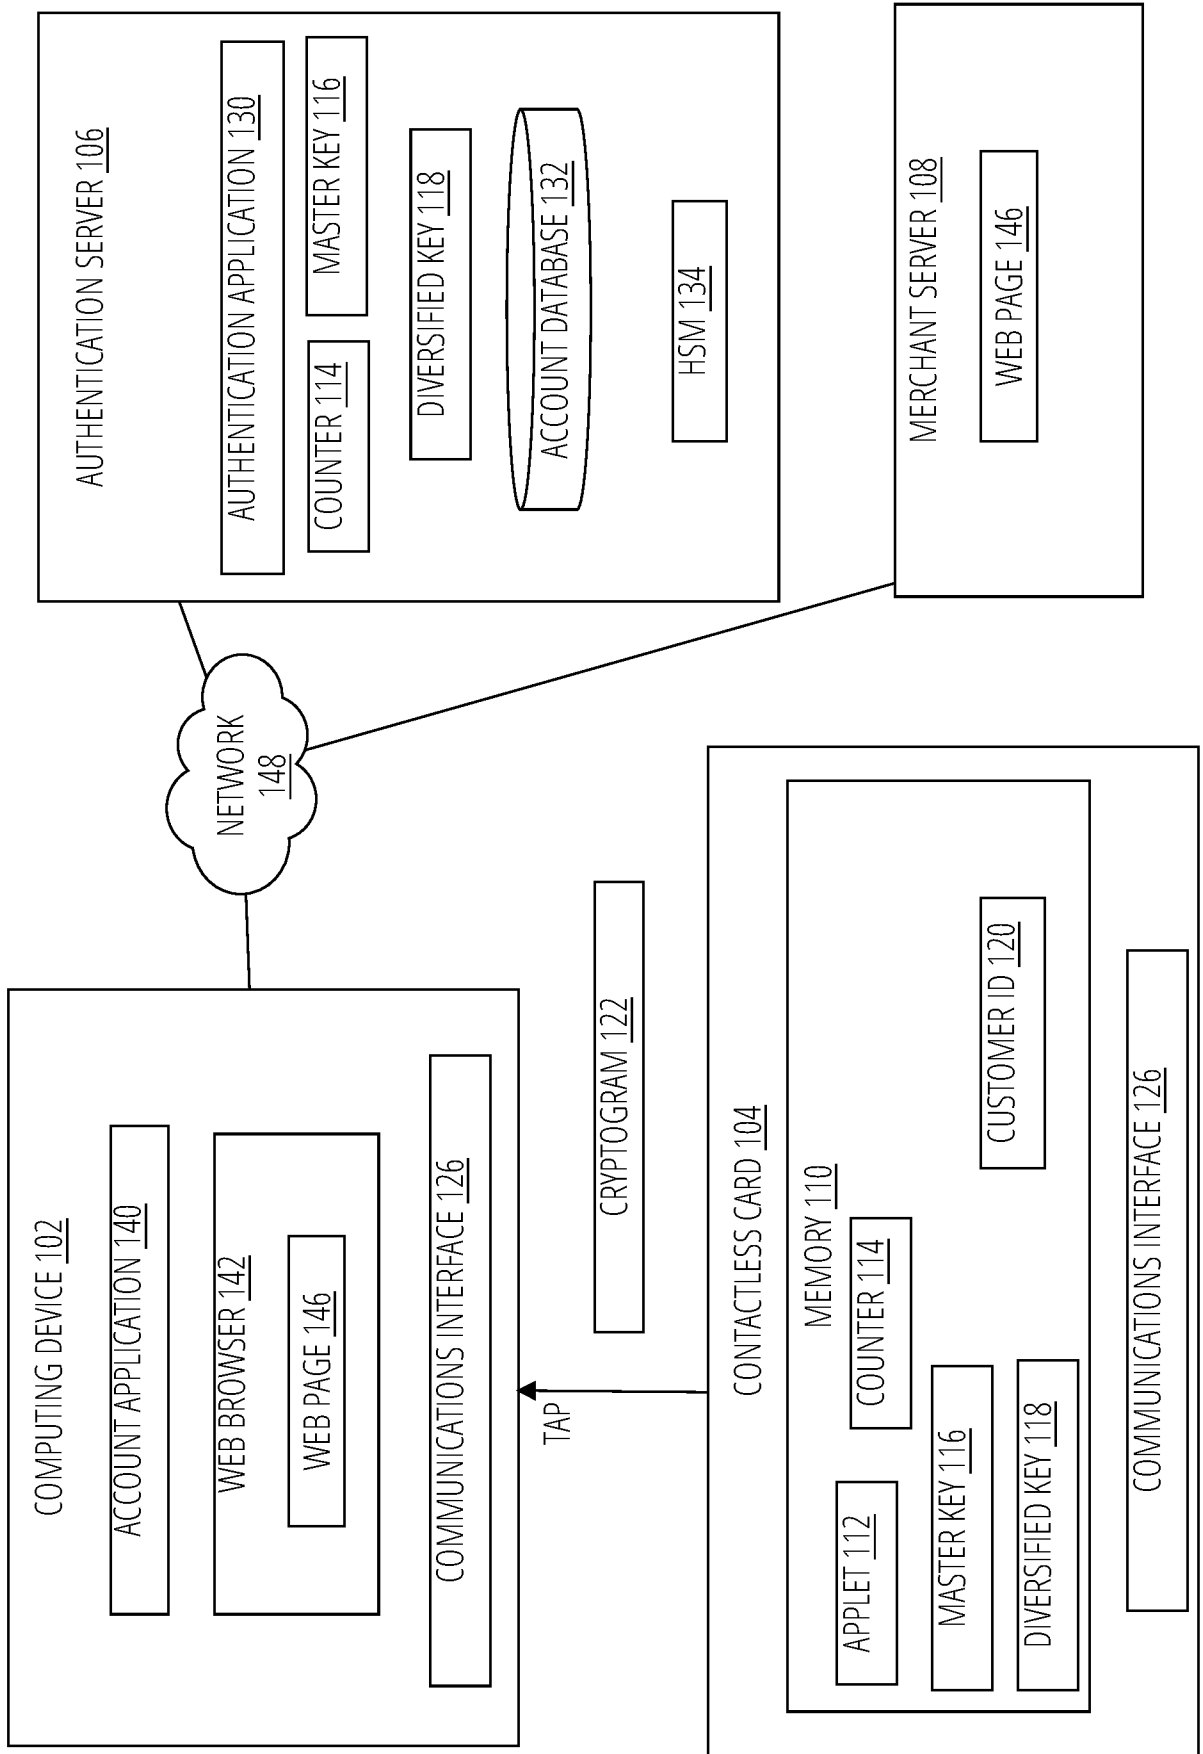 COMPUTING DEVICE 102
ACCOUNT APPLICATION 140
WEB BROWSER 142
WEB PAGE 146
COMMUNICATIONS INTERFACE 126
NETWORK
148
AUTHENTICATION SERVER 106
AUTHENTICATION APPLICATION 130
COUNTER 114
MASTER KEY 116
DIVERSIFIED KEY 118
ACCOUNT DATABASE 132
HSM 134
TAP
CRYPTOGRAM 122
CONTACTLESS CARD 104
MEMORY 110
APPLET 112
COUNTER 114
MASTER KEY 116
DIVERSIFIED KEY 118
CUSTOMER ID 120
COMMUNICATIONS INTERFACE 126
MERCHANT SERVER 108
WEB PAGE 146